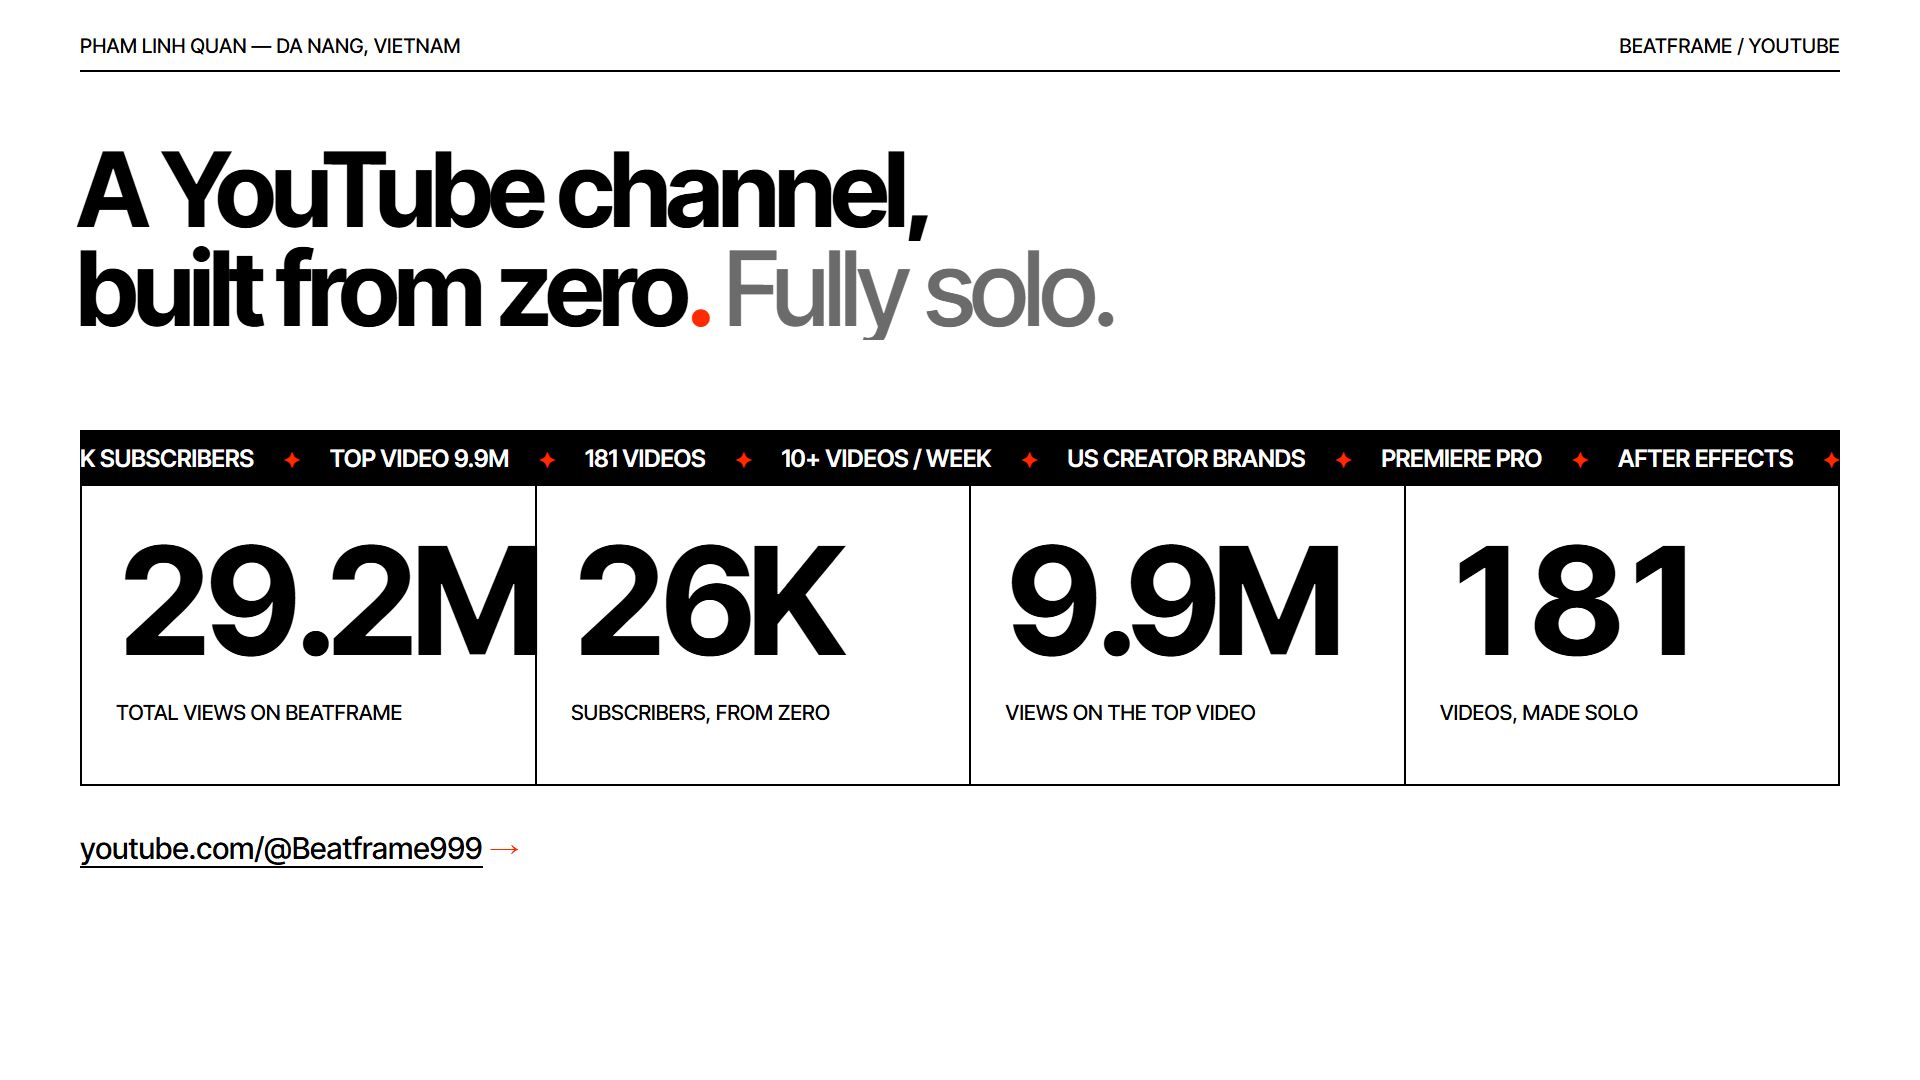 PHAM LINH QUAN — DA NANG, VIETNAM
BEATFRAME / YOUTUBE
A YouTube channel,
built from zero. Fully solo.
K SUBSCRIBERS ✦ TOP VIDEO 9.9M ✦ 181 VIDEOS ✦ 10+ VIDEOS / WEEK ✦ US CREATOR BRANDS ✦ PREMIERE PRO ✦ AFTER EFFECTS ✦
29.2M
TOTAL VIEWS ON BEATFRAME
26K
SUBSCRIBERS, FROM ZERO
9.9M
VIEWS ON THE TOP VIDEO
181
VIDEOS, MADE SOLO
youtube.com/@Beatframe999 →